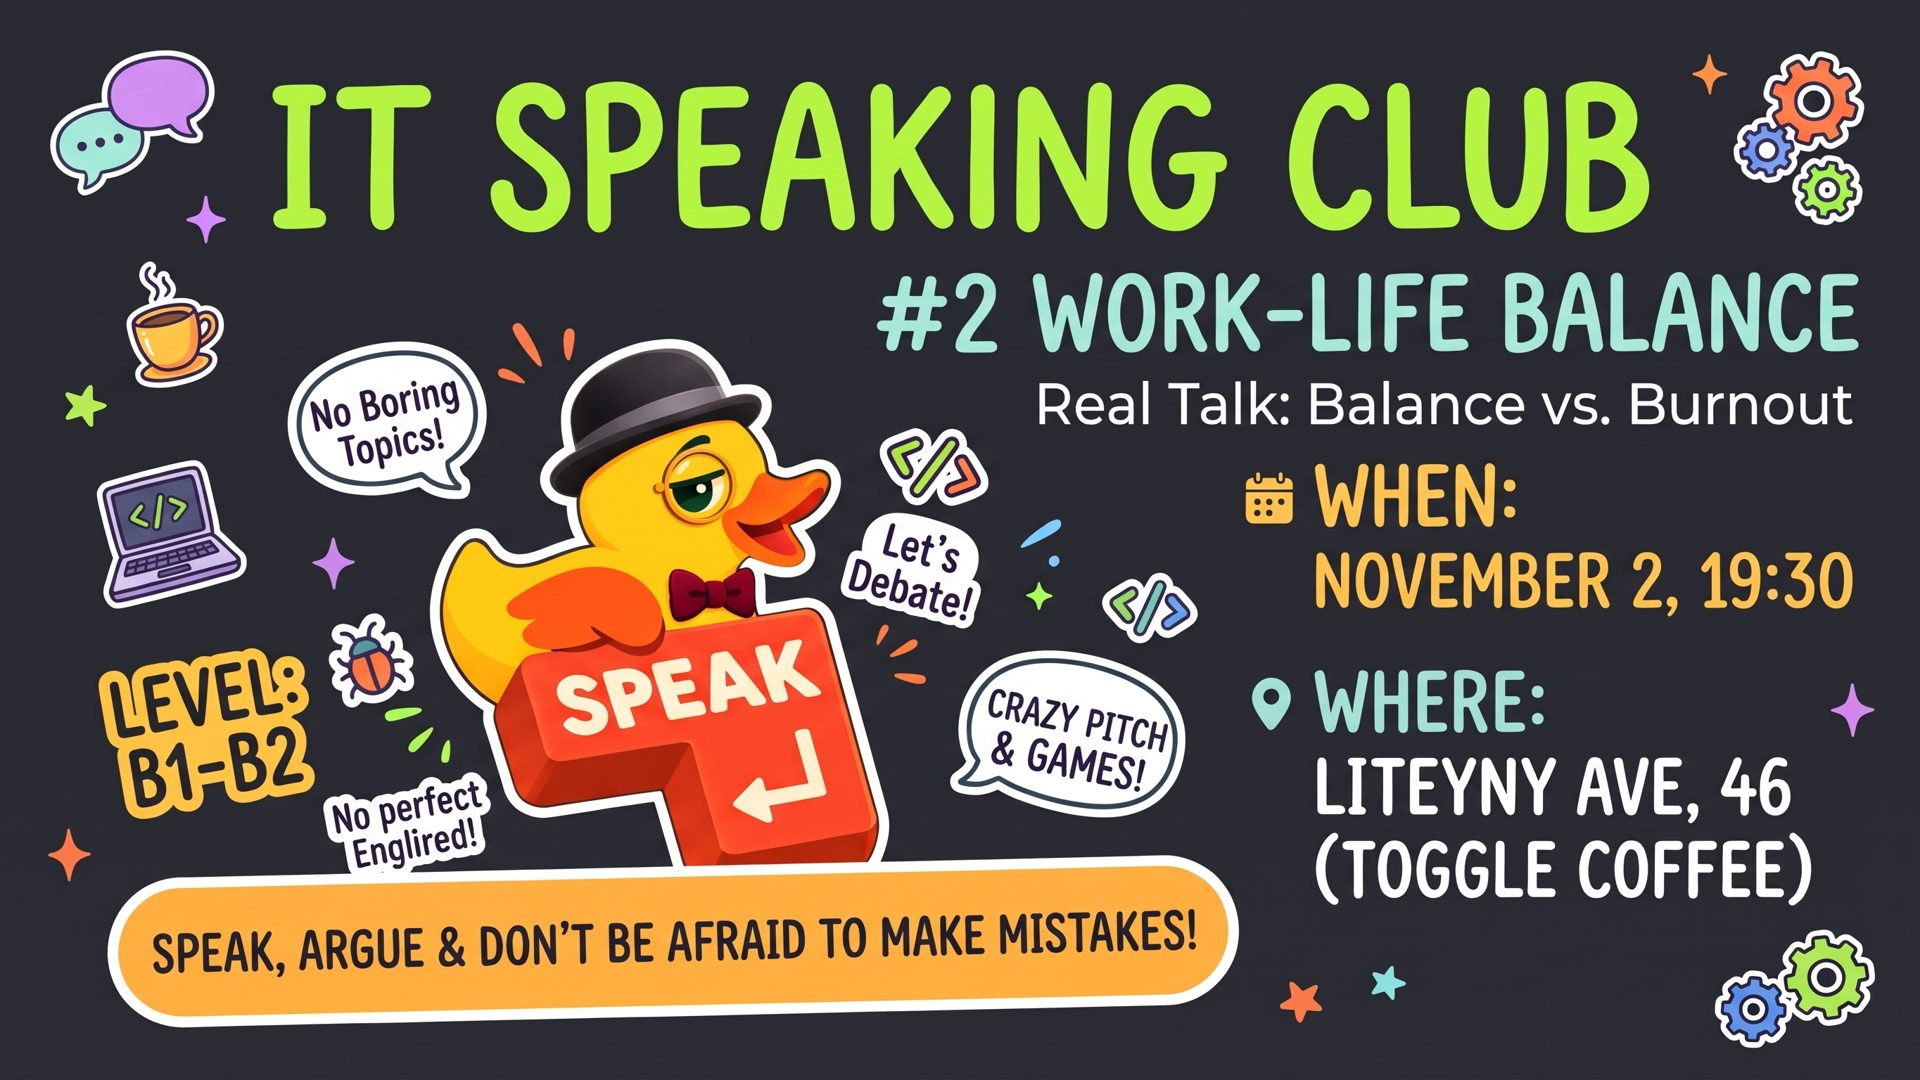 IT SPEAKING CLUB
#2 WORK-LIFE BALANCE
Real Talk: Balance vs. Burnout
WHEN:
NOVEMBER 2, 19:30
WHERE:
LITEYNY AVE, 46
(TOGGLE COFFEE)
No Boring
Topics!
Let's
Debate!
CRAZY PITCH
& GAMES!
SPEAK
LEVEL:
B1-B2
No perfect
Englired!
SPEAK, ARGUE & DON'T BE AFRAID TO MAKE MISTAKES!